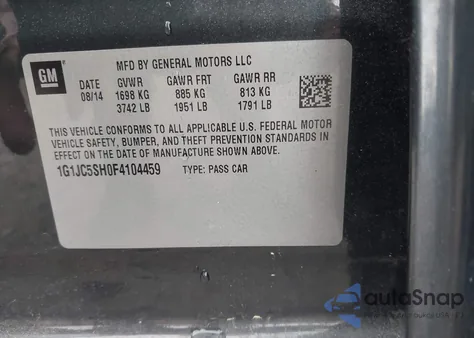 GM
MFD BY GENERAL MOTORS LLC
DATE GVWR GAWR FRT GAWR RR
08/14 1698 KG 885 KG 813 KG
3742 LB 1951 LB 1791 LB
THIS VEHICLE CONFORMS TO ALL APPLICABLE U.S. FEDERAL MOTOR
VEHICLE SAFETY, BUMPER, AND THEFT PREVENTION STANDARDS IN
EFFECT ON THE DATE OF MANUFACTURE SHOWN ABOVE.
1G1JC5SH0F4104459 TYPE: PASS CAR
autoSnap